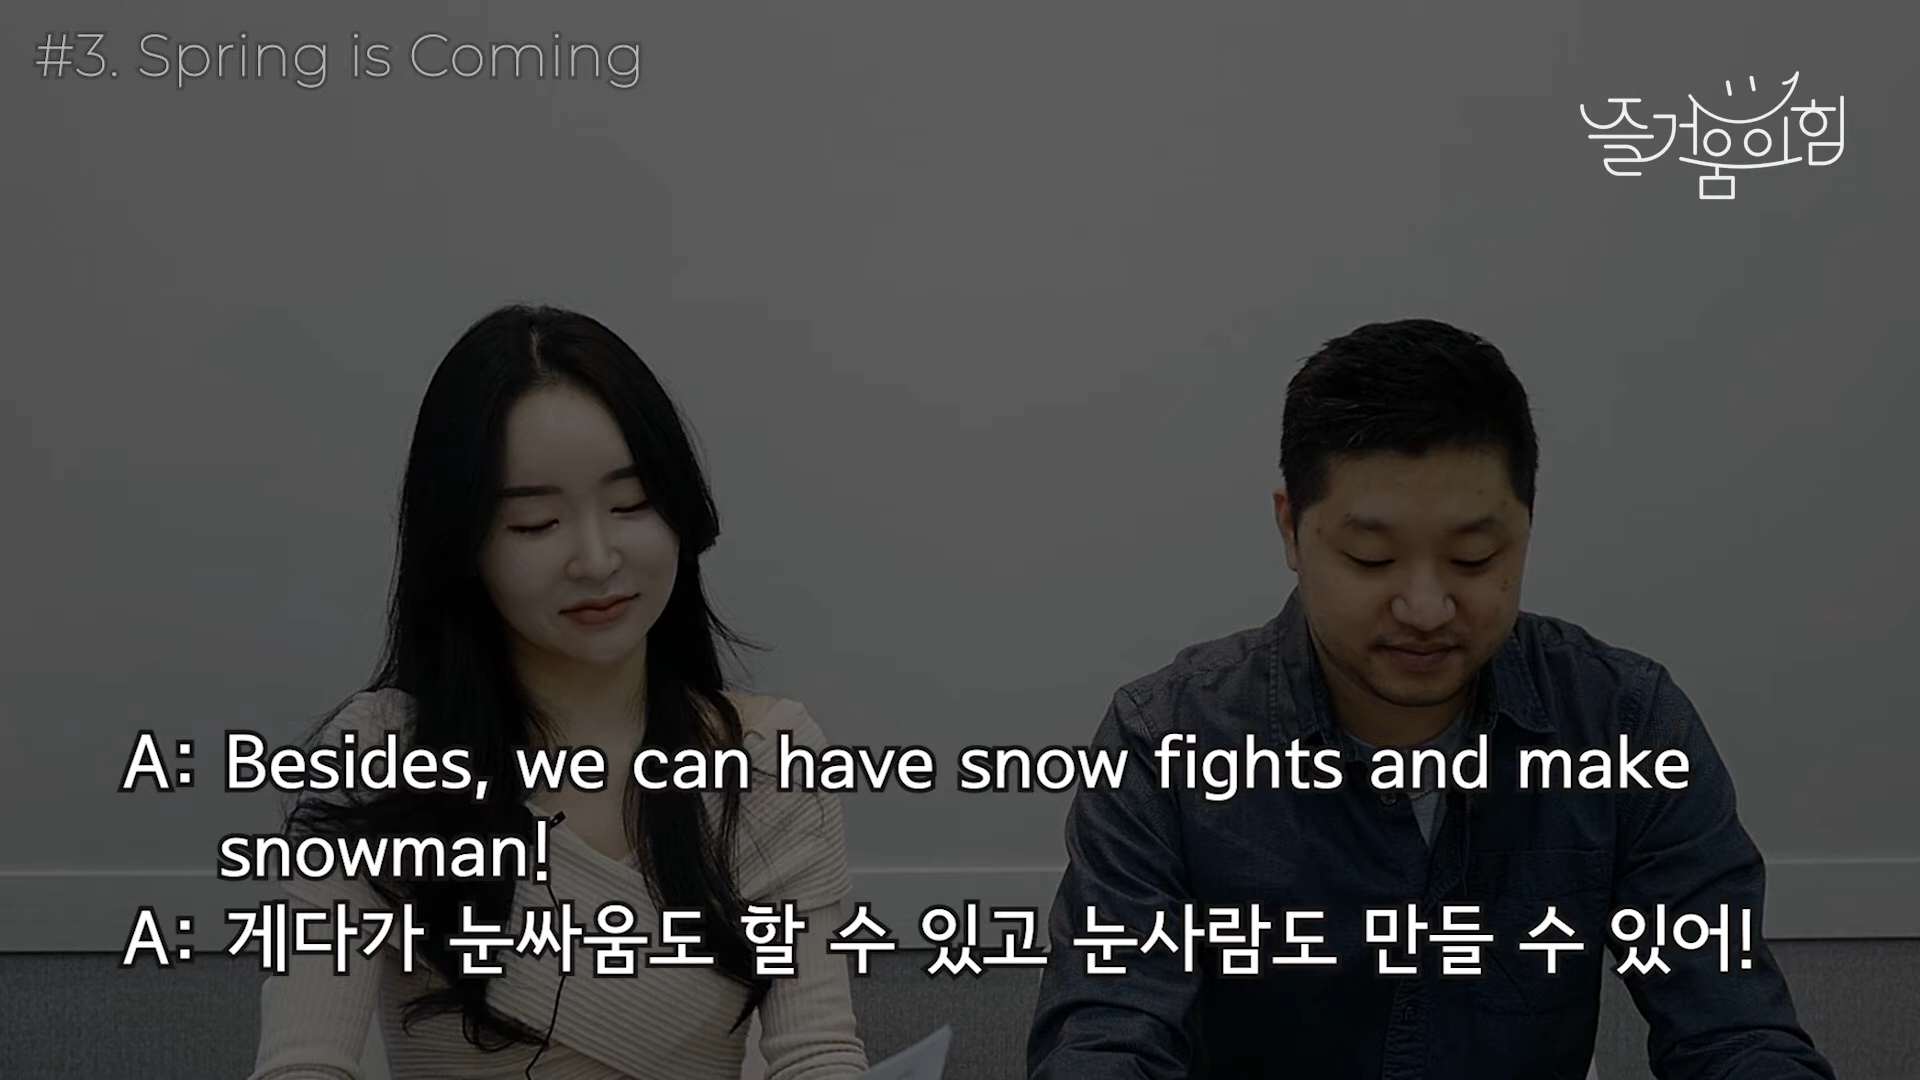 #3. Spring is Coming
즐거움의힘
A: Besides, we can have snow fights and make
snowman!
A: 게다가 눈싸움도 할 수 있고 눈사람도 만들 수 있어!